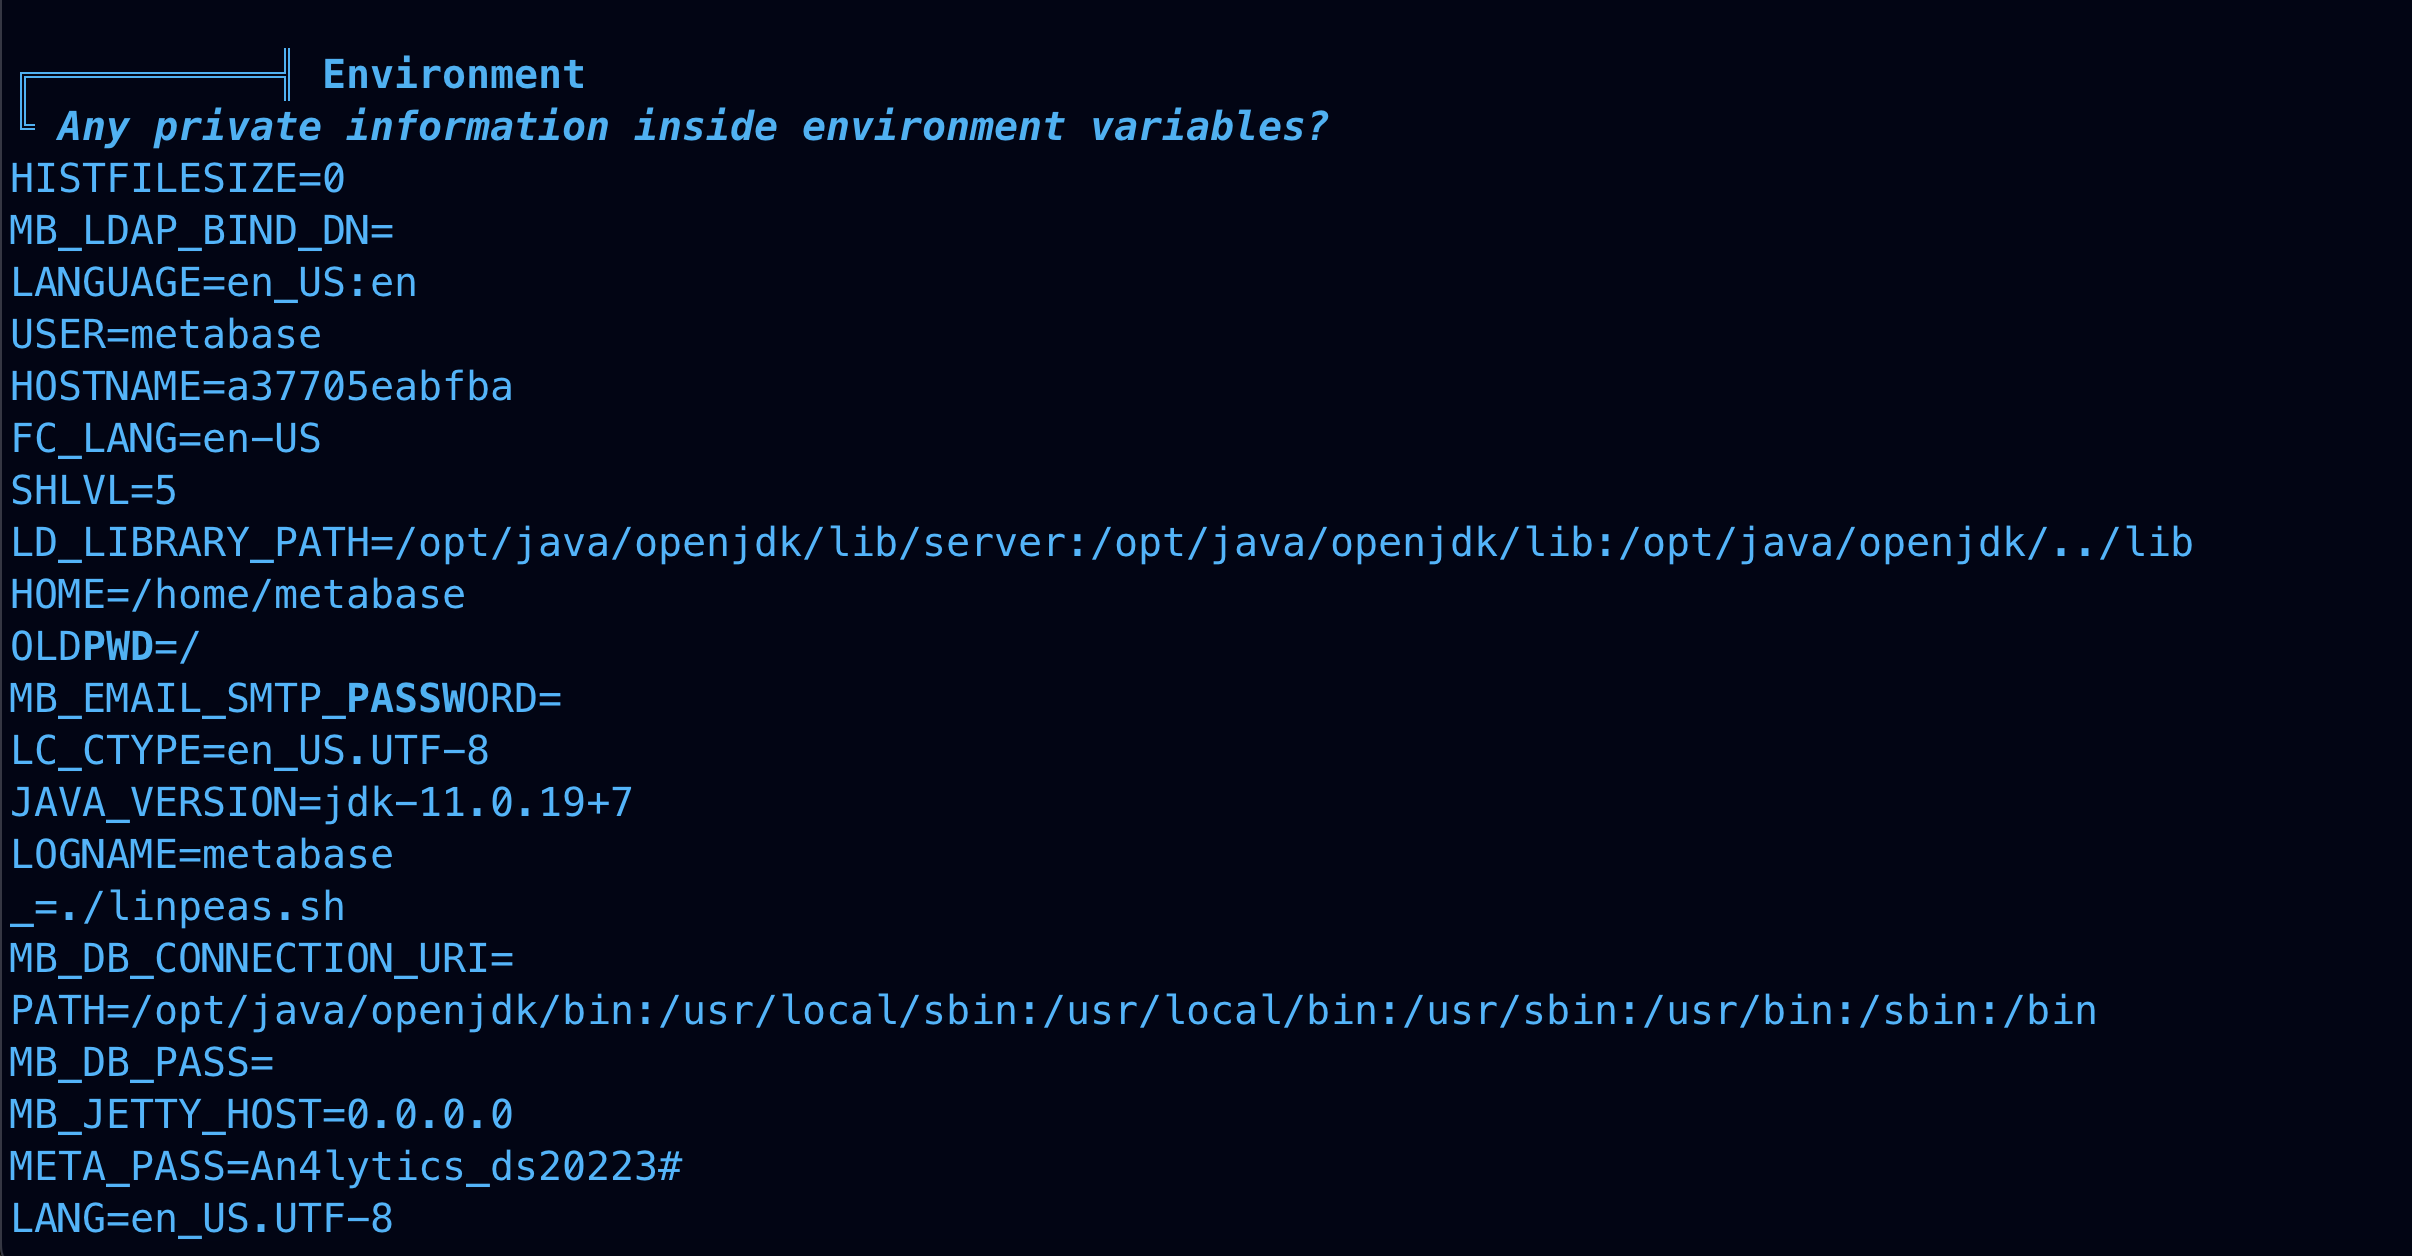 ╔══════════╣ Environment
╚ Any private information inside environment variables?
HISTFILESIZE=0
MB_LDAP_BIND_DN=
LANGUAGE=en_US:en
USER=metabase
HOSTNAME=a37705eabfba
FC_LANG=en-US
SHLVL=5
LD_LIBRARY_PATH=/opt/java/openjdk/lib/server:/opt/java/openjdk/lib:/opt/java/openjdk/../lib
HOME=/home/metabase
OLDPWD=/
MB_EMAIL_SMTP_PASSWORD=
LC_CTYPE=en_US.UTF-8
JAVA_VERSION=jdk-11.0.19+7
LOGNAME=metabase
_=./linpeas.sh
MB_DB_CONNECTION_URI=
PATH=/opt/java/openjdk/bin:/usr/local/sbin:/usr/local/bin:/usr/sbin:/usr/bin:/sbin:/bin
MB_DB_PASS=
MB_JETTY_HOST=0.0.0.0
META_PASS=An4lytics_ds20223#
LANG=en_US.UTF-8